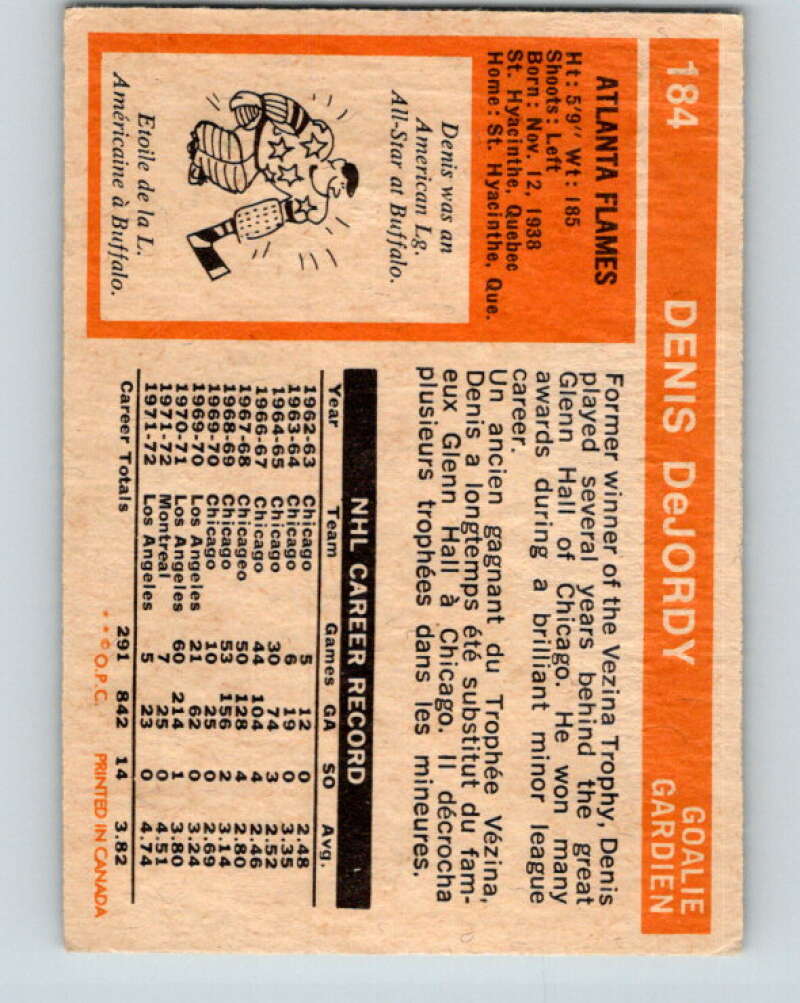 184 DENIS DeJORDY GOALIE
GARDIEN
ATLANTA FLAMES
Ht: 5'9" Wt: 185
Shoots: Left
Born: Nov. 12, 1938
St. Hyacinthe, Quebec
Home: St. Hyacinthe, Que.
Denis was an
American Lg.
All-Star at Buffalo.
Etoile de la L.
Américaine à Buffalo.
Former winner of the Vezina Trophy, Denis
played several years behind the great
Glenn Hall of Chicago. He won many
awards during a brilliant minor league
career.
Un ancien gagnant du Trophée Vézina,
Denis a longtemps été substitut du fam-
eux Glenn Hall à Chicago. Il décrocha
plusieurs trophées dans les mineures.
NHL CAREER RECORD
Year Team Games GA SO Avg.
1962-63 Chicago 5 12 0 2.48
1963-64 Chicago 6 19 0 3.35
1964-65 Chicago 30 74 3 2.52
1966-67 Chicago 44 104 4 2.46
1967-68 Chicageo 50 128 4 2.80
1968-69 Chicago 53 156 2 3.14
1969-70 Chicago 10 25 0. 2.69
1969-70 Los Angeles 21 62 0 3.24
1970-71 Los Angeles 60 214 1 3.80
1971-72 Montreal 7 25 0 4.51
1971-72 Los Angeles 5 23 0 4.74
Career Totals 291 842 14 3.82
**© O.P.C. PRINTED IN CANADA